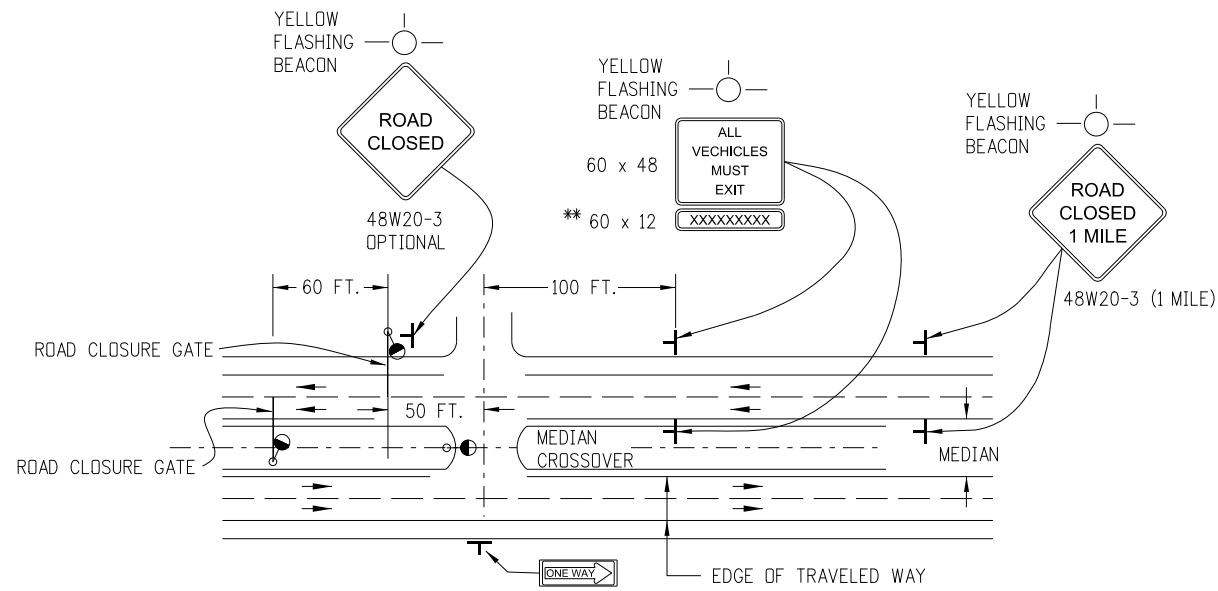 YELLOW
FLASHING
BEACON
ROAD
CLOSED
48W20-3
OPTIONAL
YELLOW
FLASHING
BEACON
ALL
VECHICLES
MUST
EXIT
60 x 48
** 60 x 12
XXXXXXXXX
YELLOW
FLASHING
BEACON
ROAD
CLOSED
1 MILE
48W20-3 (1 MILE)
60 FT.
100 FT.
ROAD CLOSURE GATE
50 FT.
MEDIAN
CROSSOVER
MEDIAN
ROAD CLOSURE GATE
ONE WAY
EDGE OF TRAVELED WAY